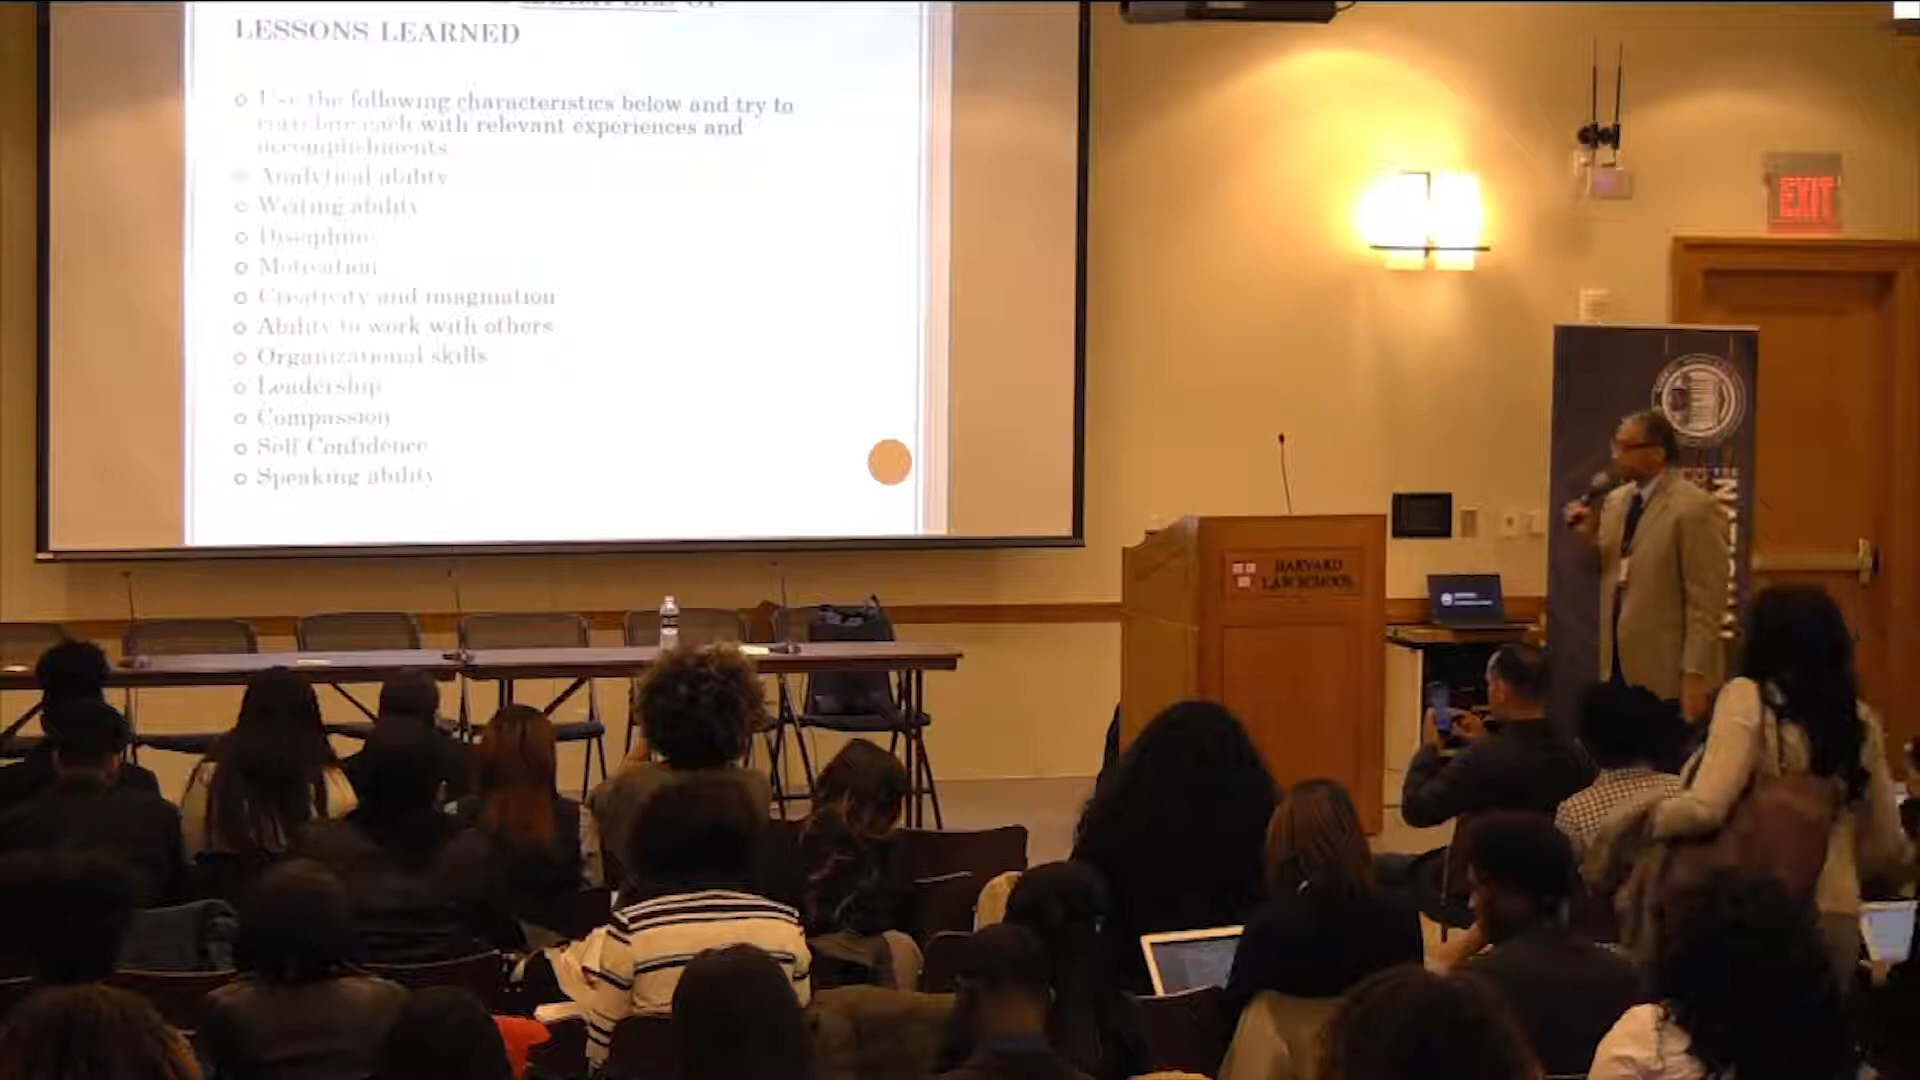 LESSONS LEARNED
Use the following characteristics below and try to
each with relevant experiences and
accomplishments
Analytical ability
Writing ability
Discipline
Motivation
Creativity and imagination
Ability to work with others
Organizational skills
Leadership
Compassion
Self Confidence
Speaking ability
EXIT
HARVARD
LAW SCHOOL